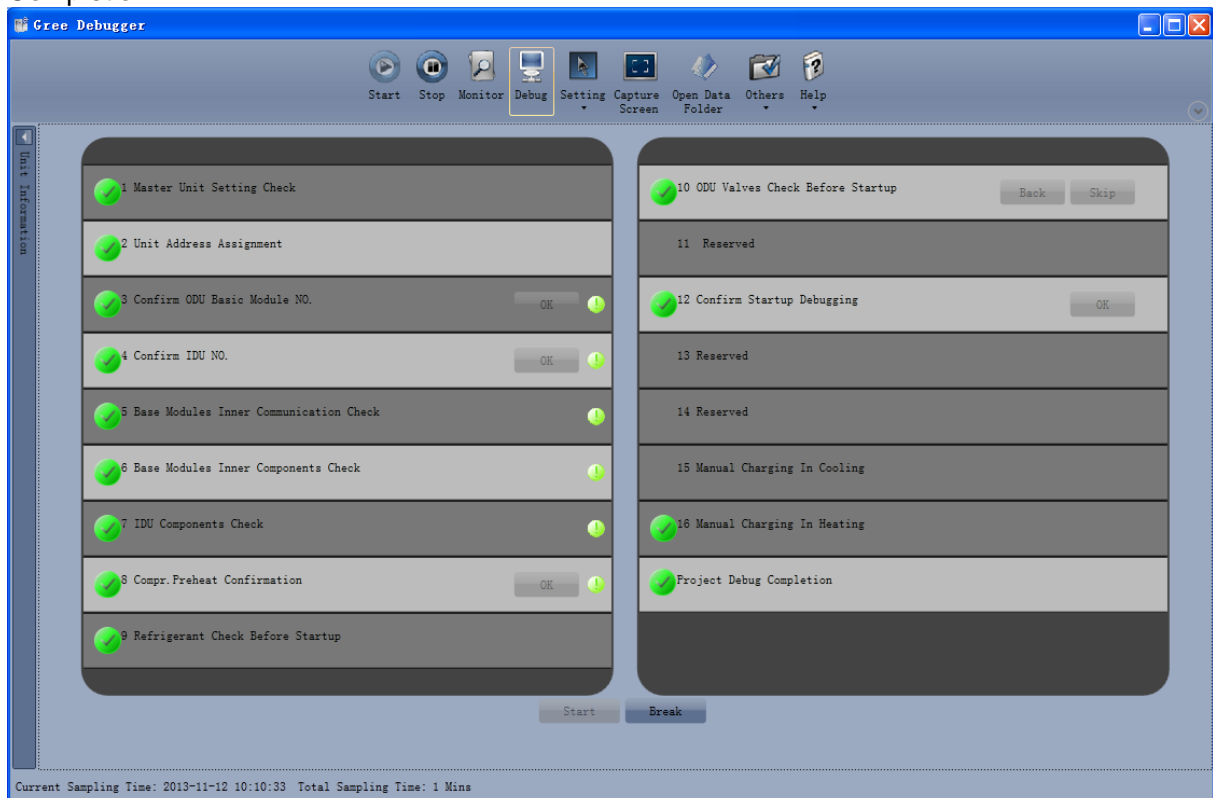 Gree Debugger
Start Stop Monitor Debug Setting Capture Screen Open Data Folder Others Help
Unit Information
1 Master Unit Setting Check
2 Unit Address Assignment
3 Confirm ODU Basic Module NO. OK
4 Confirm IDU NO. OK
5 Base Modules Inner Communication Check
6 Base Modules Inner Components Check
7 IDU Components Check
8 Compr.Preheat Confirmation OK
9 Refrigerant Check Before Startup
10 ODU Valves Check Before Startup Back Skip
11 Reserved
12 Confirm Startup Debugging OK
13 Reserved
14 Reserved
15 Manual Charging In Cooling
16 Manual Charging In Heating
Project Debug Completion
Start Break
Current Sampling Time: 2013-11-12 10:10:33 Total Sampling Time: 1 Mins